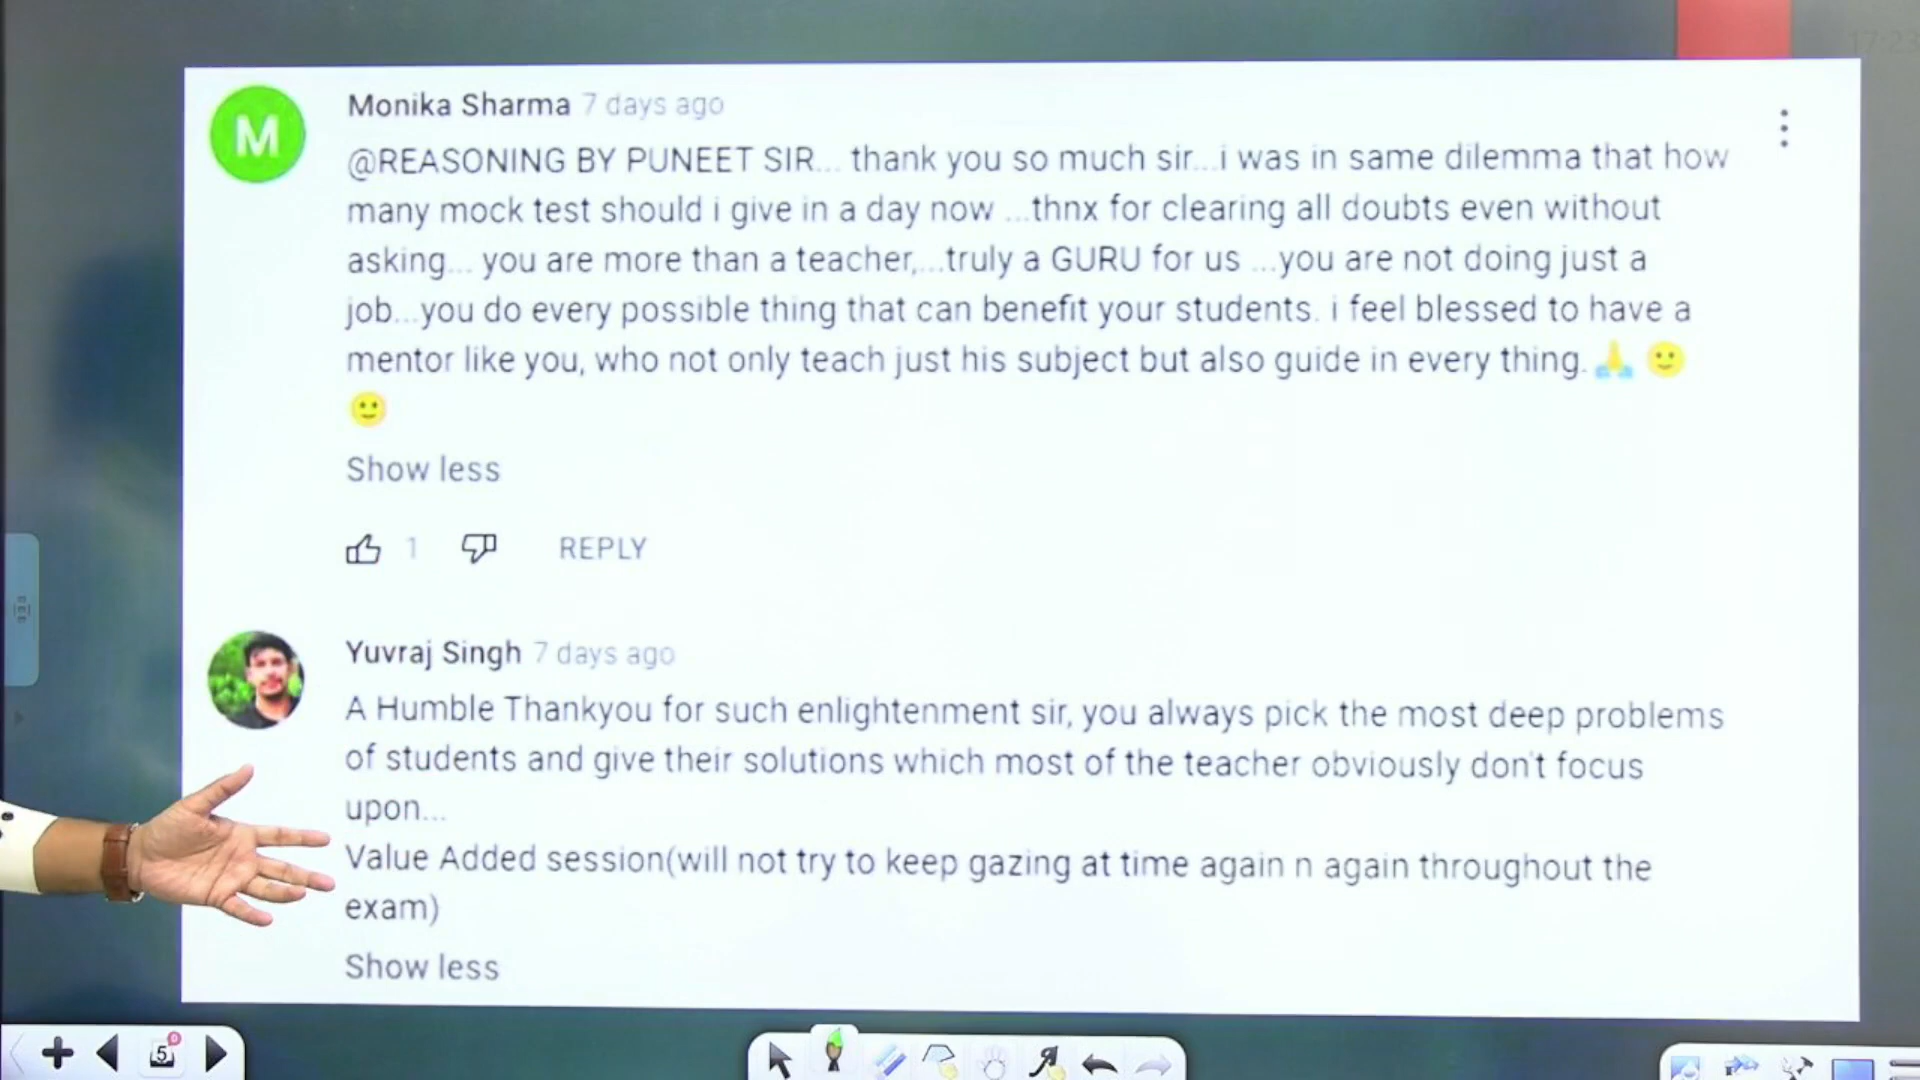 17:23
M
Monika Sharma 7 days ago
@REASONING BY PUNEET SIR... thank you so much sir...i was in same dilemma that how
many mock test should i give in a day now ...thnx for clearing all doubts even without
asking... you are more than a teacher,...truly a GURU for us ...you are not doing just a
job...you do every possible thing that can benefit your students. i feel blessed to have a
mentor like you, who not only teach just his subject but also guide in every thing. 🙏 🙂
🙂
Show less
1 REPLY
Yuvraj Singh 7 days ago
A Humble Thankyou for such enlightenment sir, you always pick the most deep problems
of students and give their solutions which most of the teacher obviously don't focus
upon...
Value Added session(will not try to keep gazing at time again n again throughout the
exam)
Show less
5